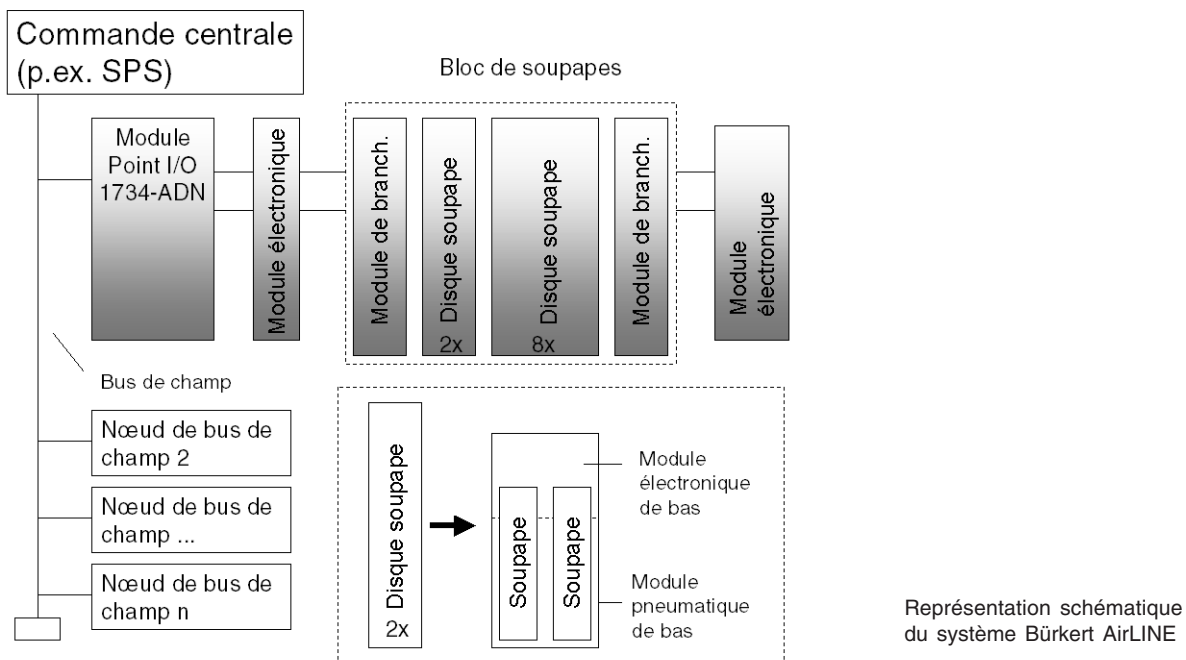 Commande centrale
(p.ex. SPS)
Bloc de soupapes
Module
Point I/O
1734-ADN
Module électronique
Module de branch.
Disque soupape
2x
Disque soupape
8x
Module de branch.
Module
électronique
Bus de champ
Nœud de bus de
champ 2
Nœud de bus de
champ ...
Nœud de bus de
champ n
Disque soupape
2x
Soupape
Soupape
Module
électronique
de bas
Module
pneumatique
de bas
Représentation schématique
du système Bürkert AirLINE